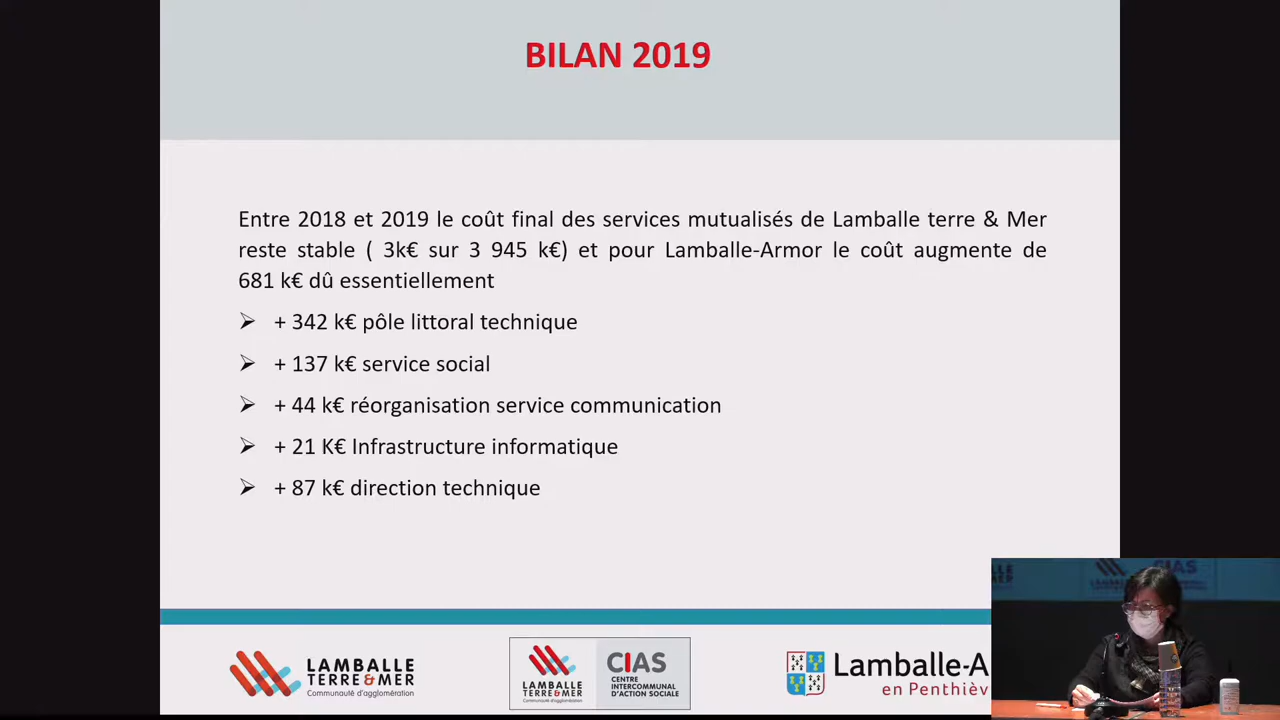 BILAN 2019
Entre 2018 et 2019 le coût final des services mutualisés de Lamballe terre & Mer
reste stable ( 3k€ sur 3 945 k€) et pour Lamballe-Armor le coût augmente de
681 k€ dû essentiellement
+ 342 k€ pôle littoral technique
+ 137 k€ service social
+ 44 k€ réorganisation service communication
+ 21 K€ Infrastructure informatique
+ 87 k€ direction technique
LAMBALLE
TERRE & MER
Communauté d'agglomération
LAMBALLE
TERRE & MER
Communauté d'agglomération
CIAS
CENTRE
INTERCOMMUNAL
D'ACTION SOCIALE
Lamballe-A
en Penthièv
CIAS